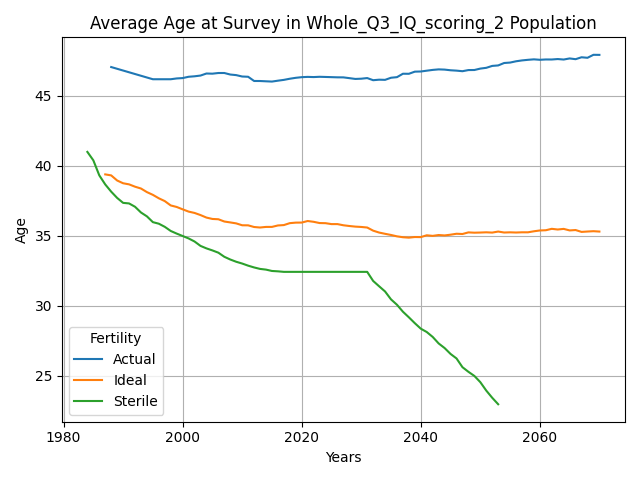 Average Age at Survey in Whole_Q3_IQ_scoring_2 Population
Age
45
40
35
30
25
Fertility
Actual
Ideal
Sterile
1980
2000
2020
2040
2060
Years